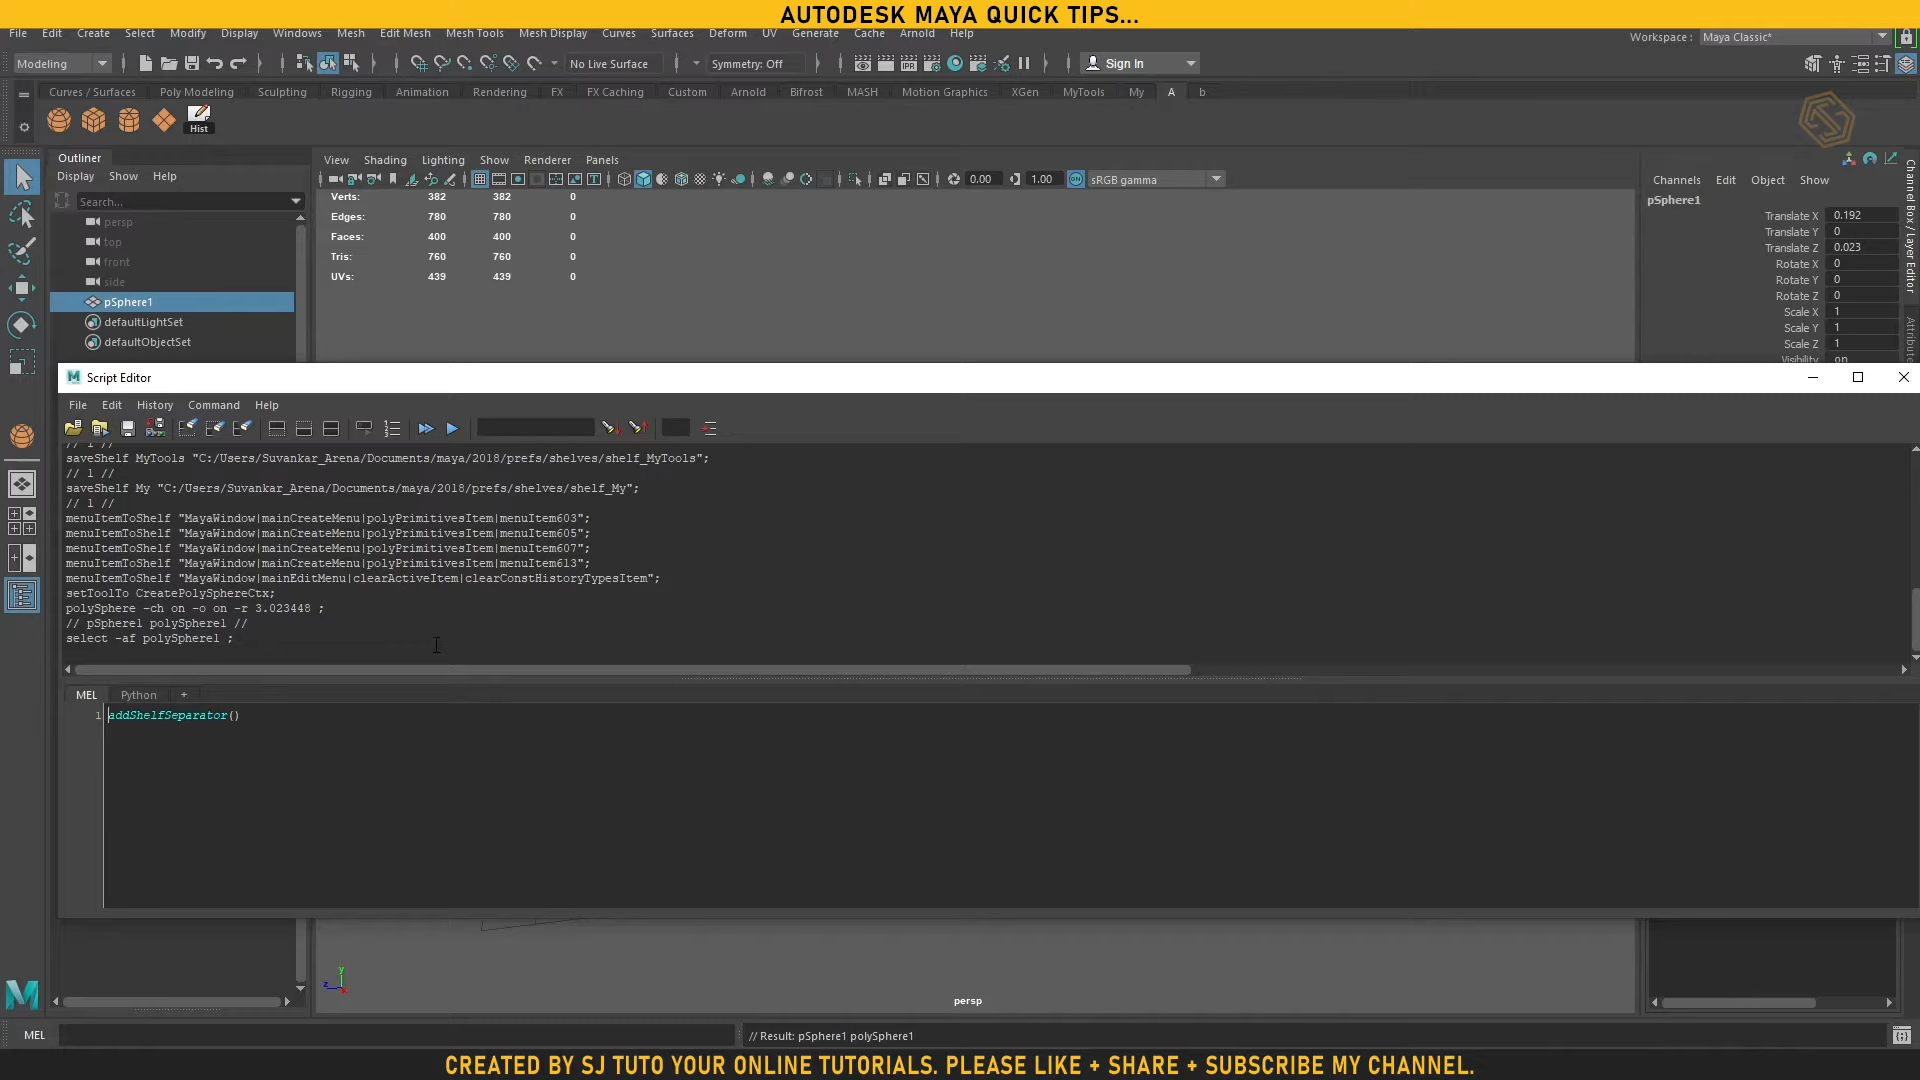 AUTODESK MAYA QUICK TIPS...
File Edit Create Select Modify Display Windows Mesh Edit Mesh Mesh Tools Mesh Display Curves Surfaces Deform UV Generate Cache Arnold Help
Workspace : Maya Classic*
Modeling No Live Surface Symmetry: Off IPR Sign In
Curves / Surfaces Poly Modeling Sculpting Rigging Animation Rendering FX FX Caching Custom Arnold Bifrost MASH Motion Graphics XGen MyTools My A b
Hist
Outliner
Display Show Help
Search...
persp
top
front
side
pSphere1
defaultLightSet
defaultObjectSet
View Shading Lighting Show Renderer Panels
0.00 1.00 ON sRGB gamma
Verts: 382 382 0
Edges: 780 780 0
Faces: 400 400 0
Tris: 760 760 0
UVs: 439 439 0
Channels Edit Object Show
pSphere1
Translate X 0.192
Translate Y 0
Translate Z 0.023
Rotate X 0
Rotate Y 0
Rotate Z 0
Scale X 1
Scale Y 1
Scale Z 1
Visibility on
Channel Box / Layer Editor
Script Editor
File Edit History Command Help
// 1 //
saveShelf MyTools "C:/Users/Suvankar_Arena/Documents/maya/2018/prefs/shelves/shelf_MyTools";
// 1 //
saveShelf My "C:/Users/Suvankar_Arena/Documents/maya/2018/prefs/shelves/shelf_My";
// 1 //
menuItemToShelf "MayaWindow|mainCreateMenu|polyPrimitivesItem|menuItem603";
menuItemToShelf "MayaWindow|mainCreateMenu|polyPrimitivesItem|menuItem605";
menuItemToShelf "MayaWindow|mainCreateMenu|polyPrimitivesItem|menuItem607";
menuItemToShelf "MayaWindow|mainCreateMenu|polyPrimitivesItem|menuItem613";
menuItemToShelf "MayaWindow|mainEditMenu|clearActiveItem|clearConstHistoryTypesItem";
setToolTo CreatePolySphereCtx;
polySphere -ch on -o on -r 3.023448 ;
// pSphere1 polySphere1 //
select -af polySphere1 ;
MEL Python +
1 addShelfSeparator()
y
z x
persp
MEL // Result: pSphere1 polySphere1
CREATED BY SJ TUTO YOUR ONLINE TUTORIALS. PLEASE LIKE + SHARE + SUBSCRIBE MY CHANNEL.